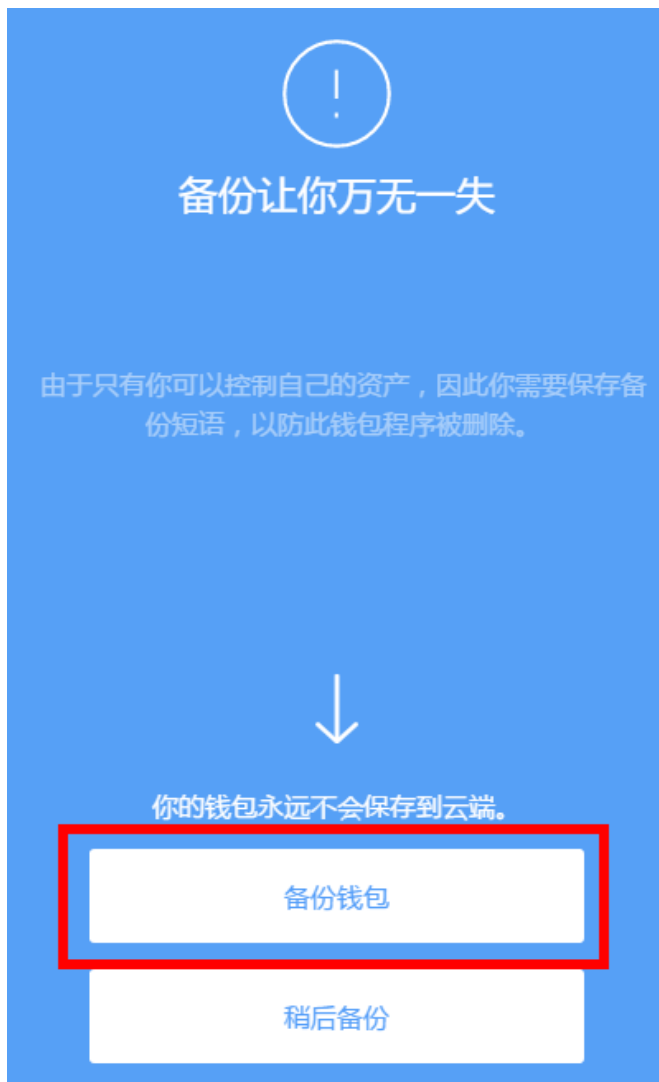 备份让你万无一失
由于只有你可以控制自己的资产，因此你需要保存备
份短语，以防此钱包程序被删除。
你的钱包永远不会保存到云端。
备份钱包
稍后备份